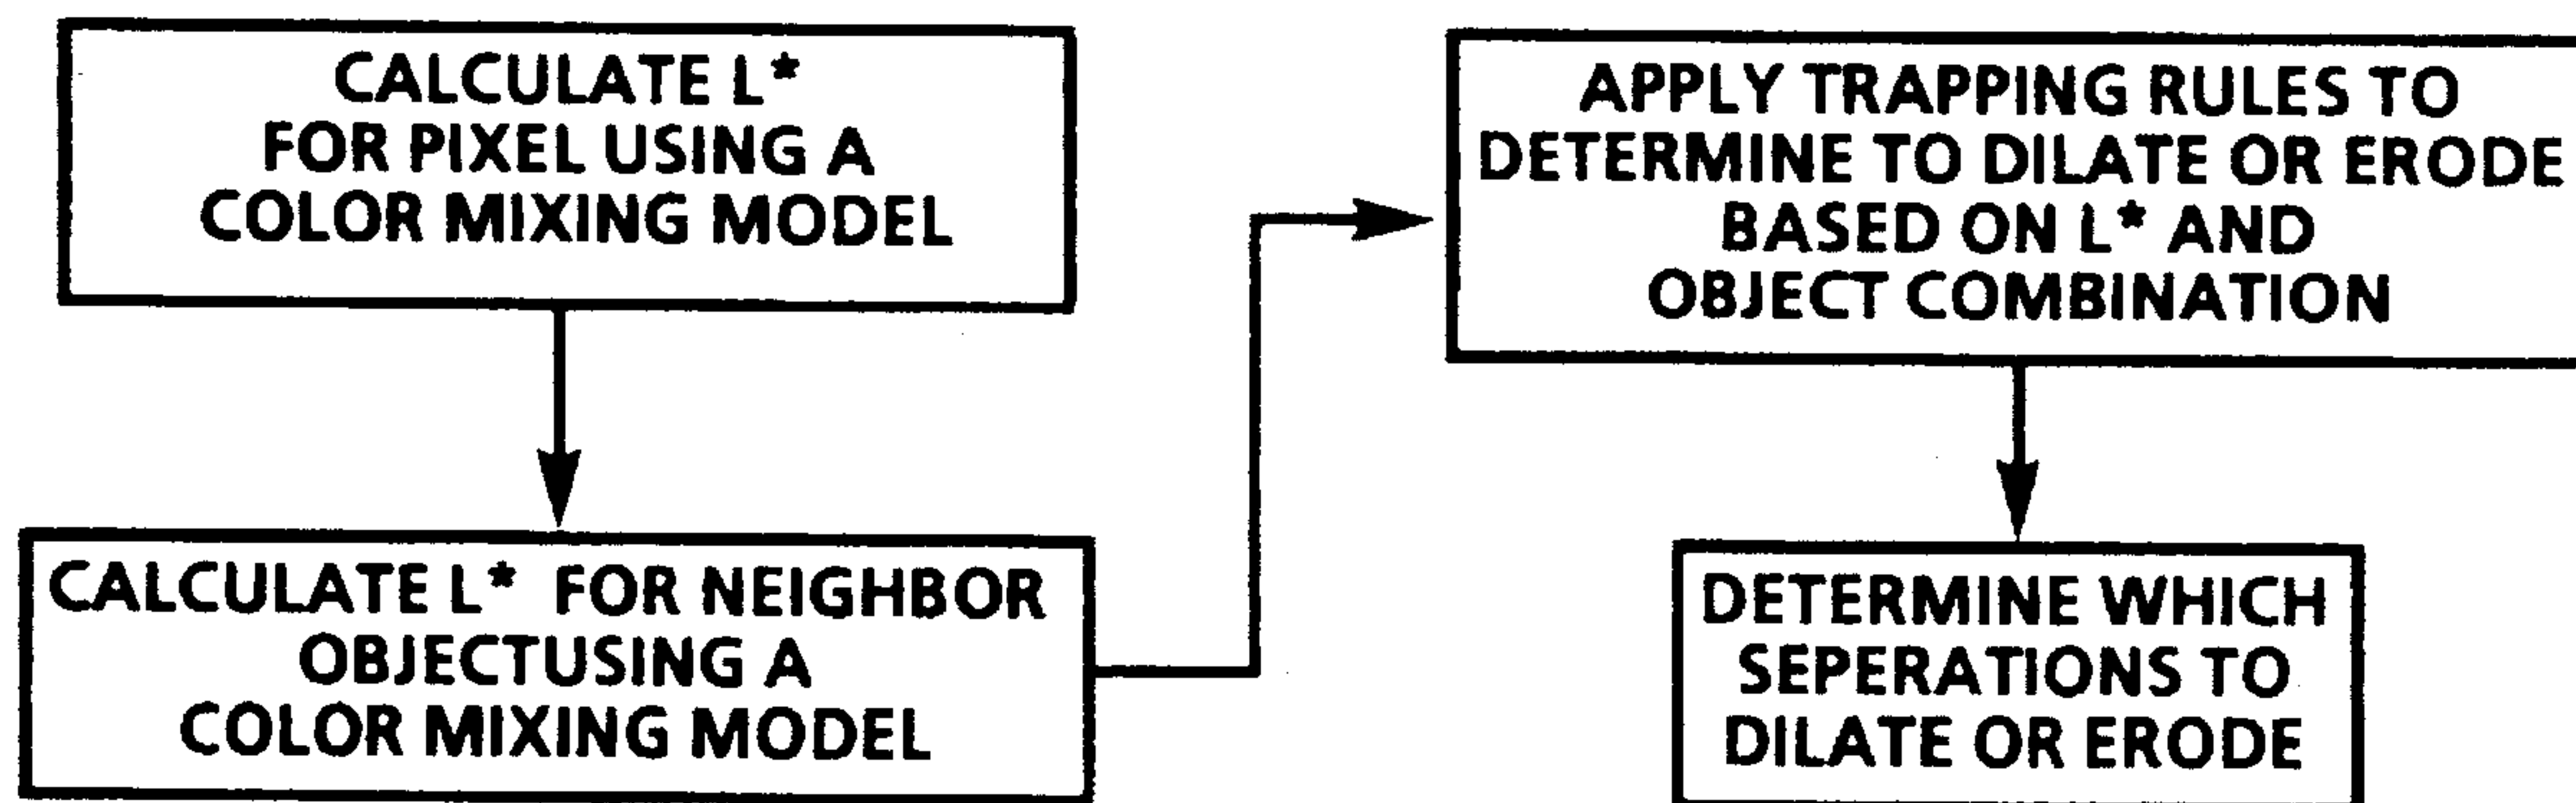 CALCULATE L*
FOR PIXEL USING A
COLOR MIXING MODEL
CALCULATE L* FOR NEIGHBOR
OBJECTUSING A
COLOR MIXING MODEL
APPLY TRAPPING RULES TO
DETERMINE TO DILATE OR ERODE
BASED ON L* AND
OBJECT COMBINATION
DETERMINE WHICH
SEPERATIONS TO
DILATE OR ERODE